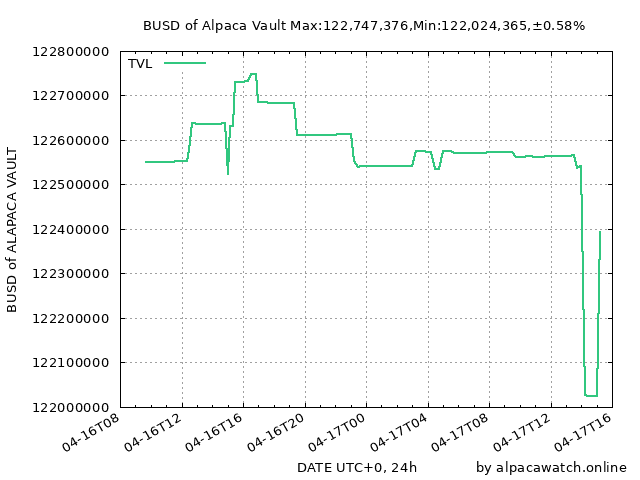 BUSD of Alpaca Vault Max:122,747,376,Min:122,024,365,±0.58%
TVL
122800000
122700000
122600000
122500000
122400000
122300000
122200000
122100000
122000000
BUSD of ALAPACA VAULT
04-16T08
04-16T12
04-16T16
04-16T20
04-17T00
04-17T04
04-17T08
04-17T12
04-17T16
DATE UTC+0, 24h
by alpacawatch.online